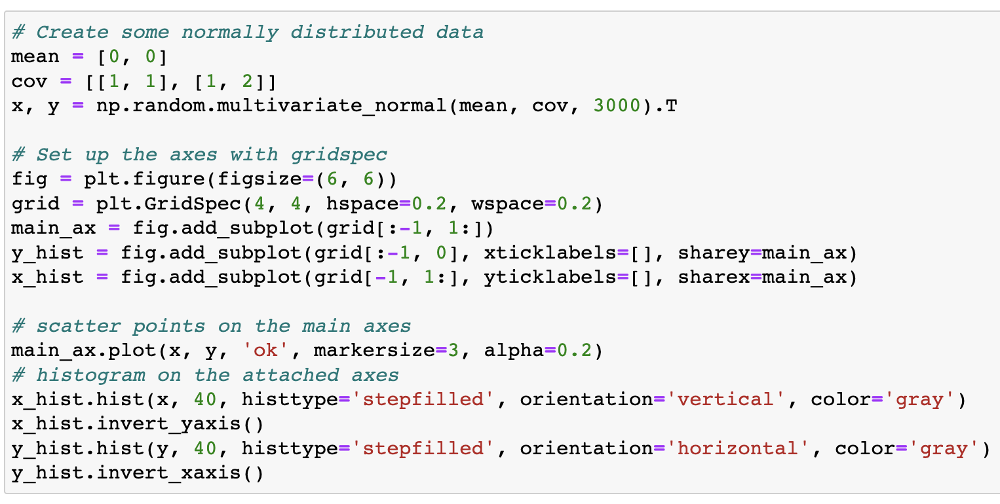 # Create some normally distributed data
mean = [0, 0]
cov = [[1, 1], [1, 2]]
x, y = np.random.multivariate_normal(mean, cov, 3000).T

# Set up the axes with gridspec
fig = plt.figure(figsize=(6, 6))
grid = plt.GridSpec(4, 4, hspace=0.2, wspace=0.2)
main_ax = fig.add_subplot(grid[:-1, 1:])
y_hist = fig.add_subplot(grid[:-1, 0], xticklabels=[], sharey=main_ax)
x_hist = fig.add_subplot(grid[-1, 1:], yticklabels=[], sharex=main_ax)

# scatter points on the main axes
main_ax.plot(x, y, 'ok', markersize=3, alpha=0.2)
# histogram on the attached axes
x_hist.hist(x, 40, histtype='stepfilled', orientation='vertical', color='gray')
x_hist.invert_yaxis()
y_hist.hist(y, 40, histtype='stepfilled', orientation='horizontal', color='gray')
y_hist.invert_xaxis()